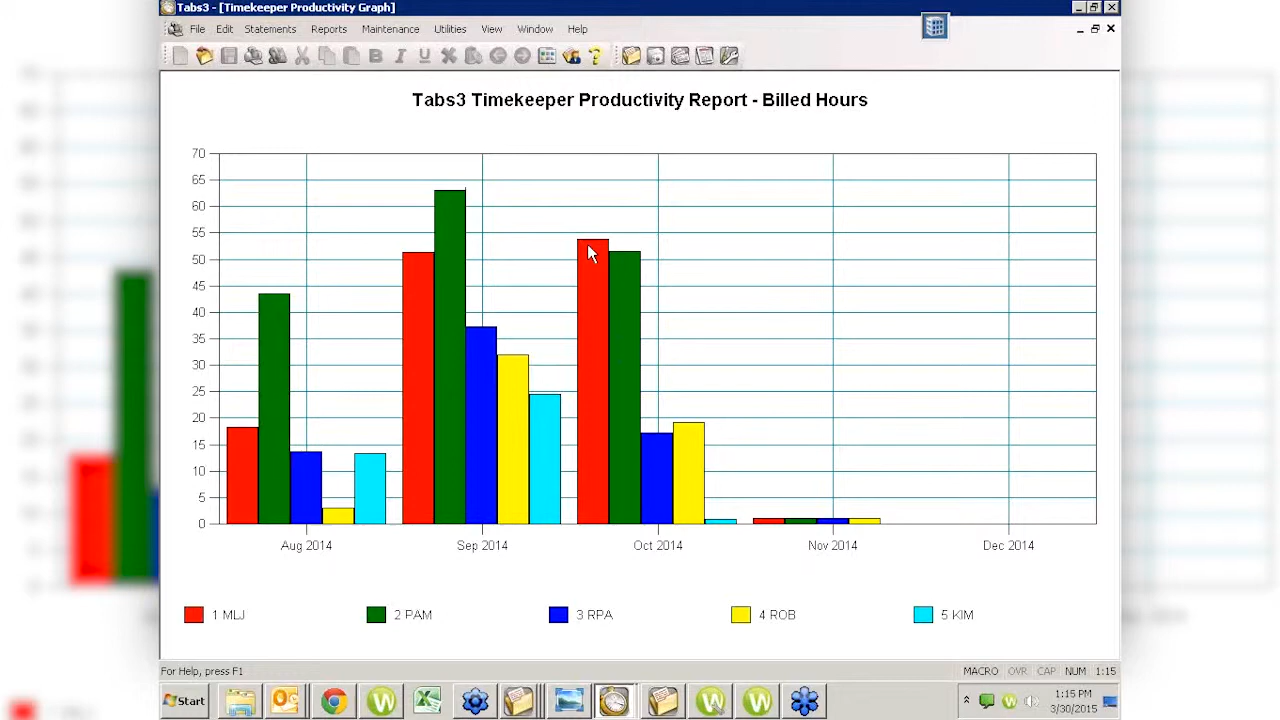 Tabs3 - [Timekeeper Productivity Graph]
File Edit Statements Reports Maintenance Utilities View Window Help
Tabs3 Timekeeper Productivity Report - Billed Hours
70
65
60
55
50
45
40
35
30
25
20
15
10
5
0
Aug 2014 Sep 2014 Oct 2014 Nov 2014 Dec 2014
1 MLJ 2 PAM 3 RPA 4 ROB 5 KIM
For Help, press F1 MACRO OVR CAP NUM 1:15
Start 1:15 PM
3/30/2015